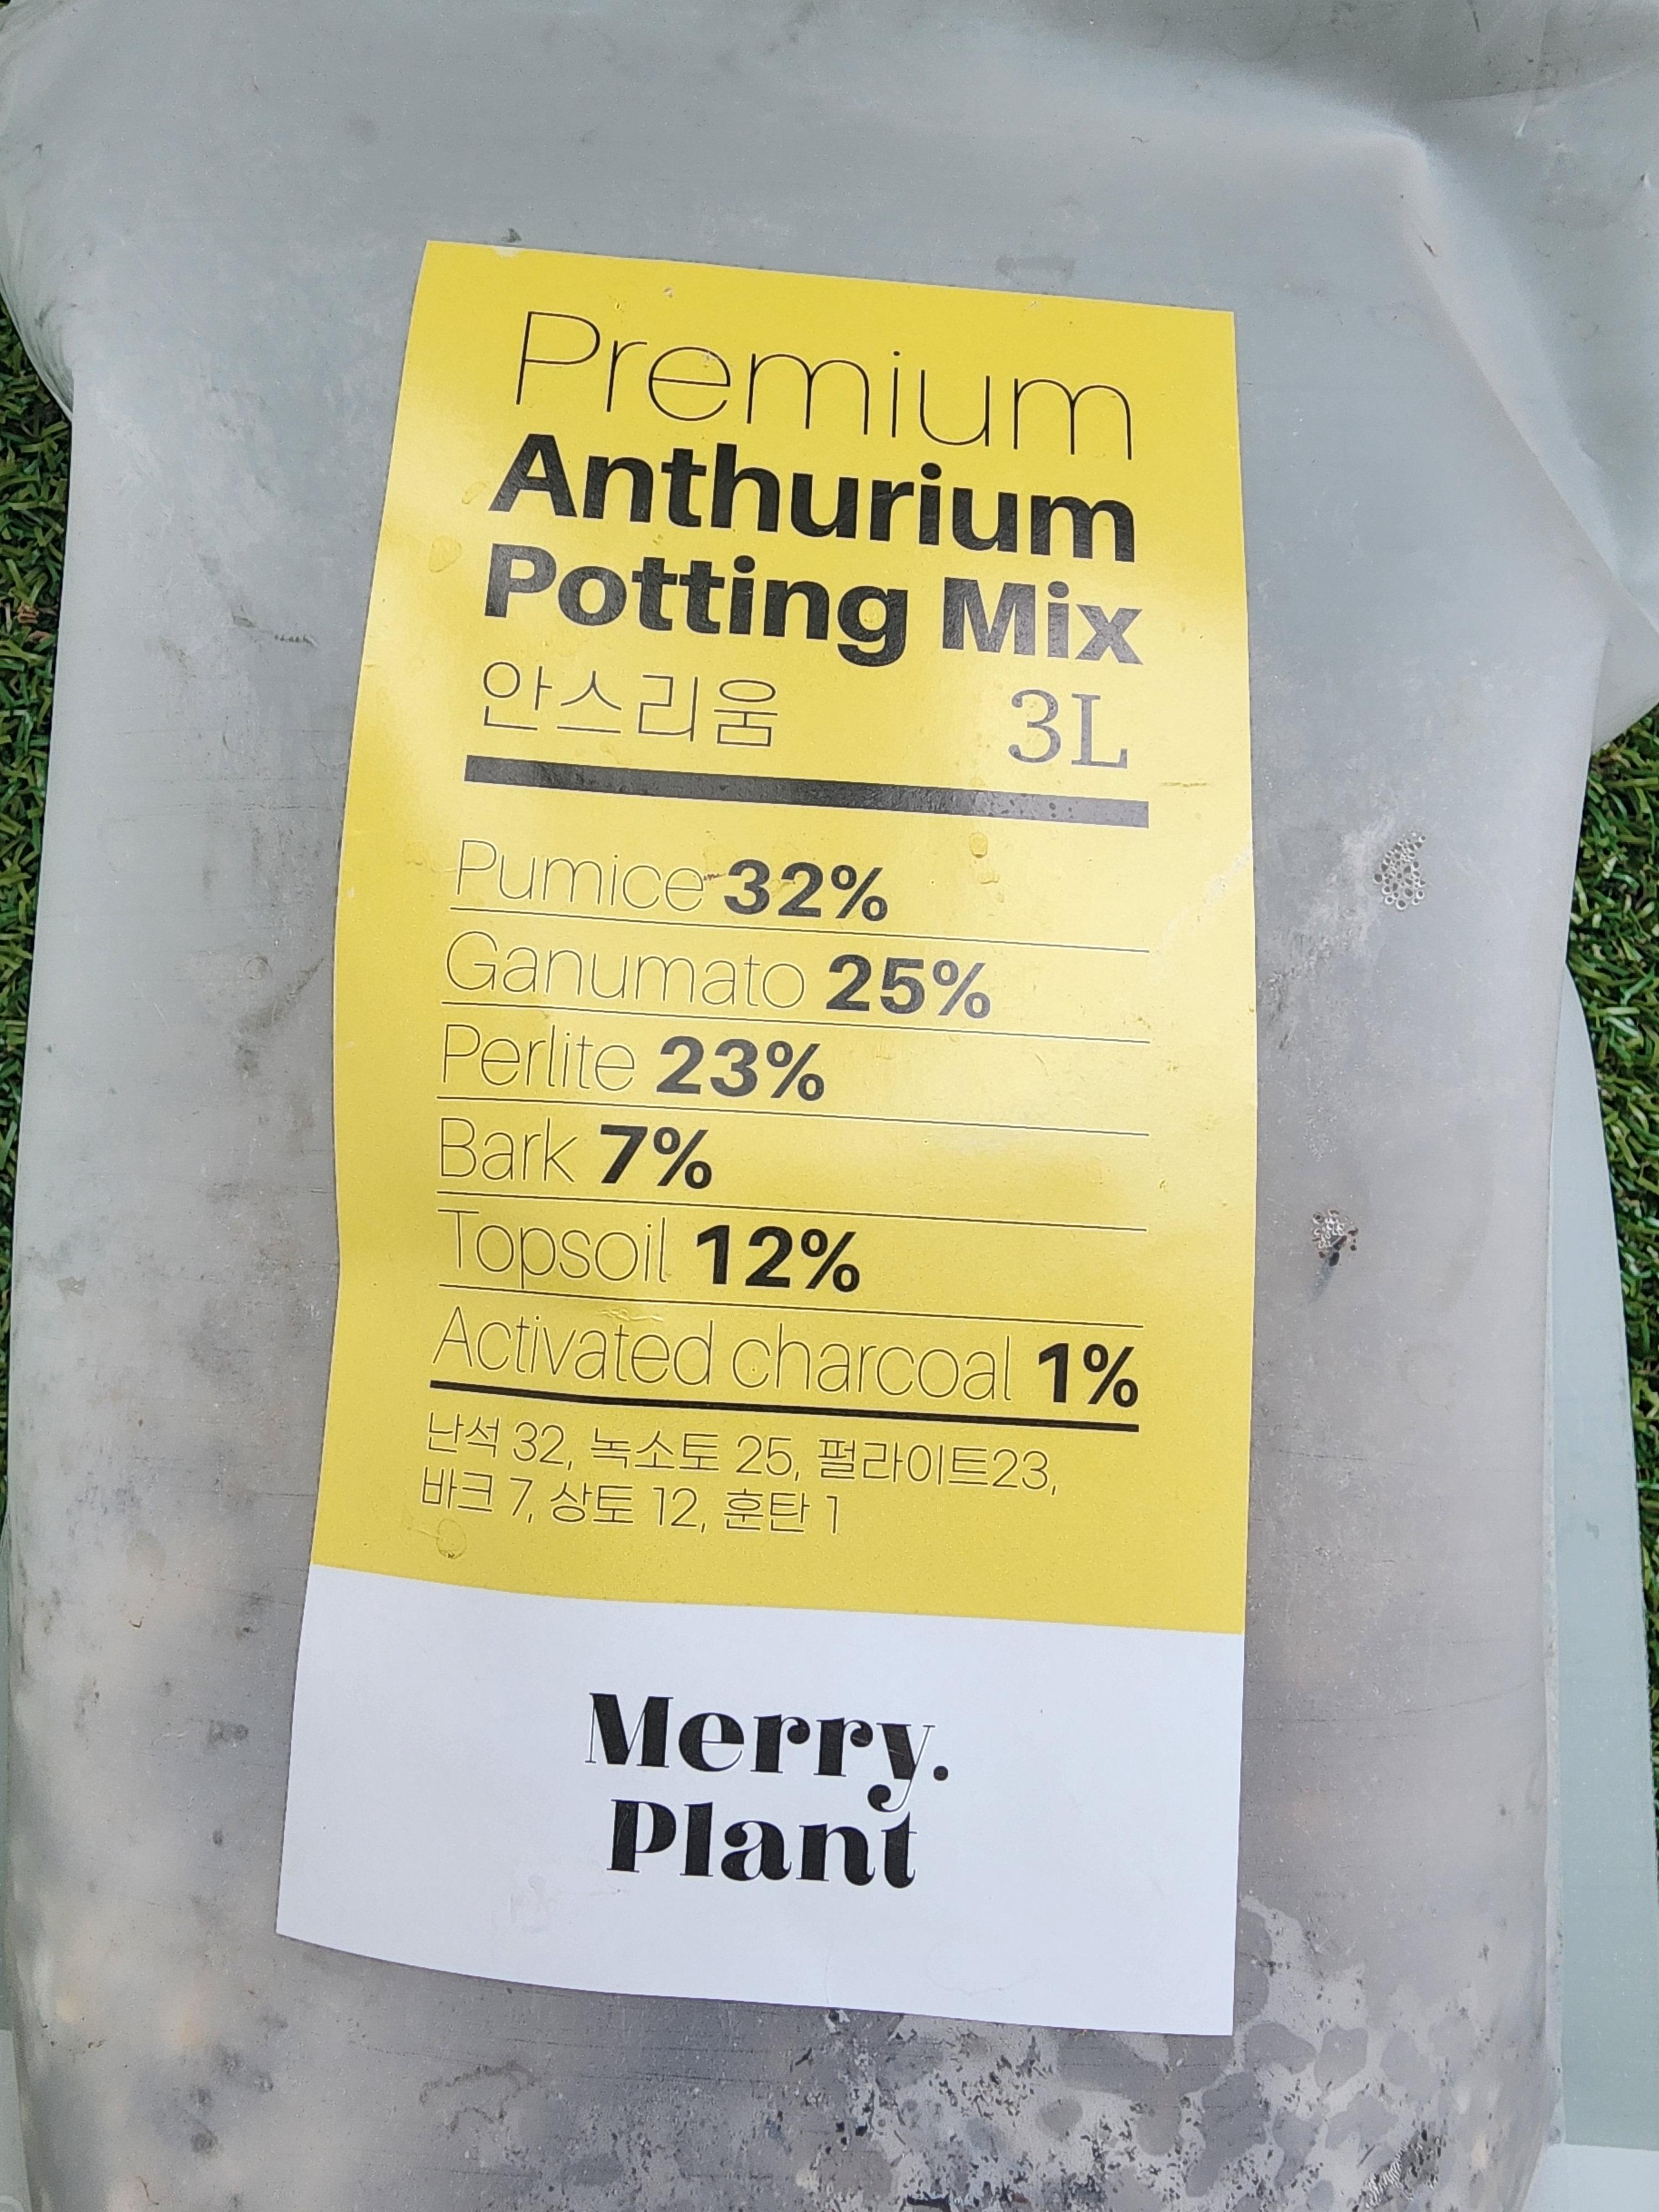 Premium
Anthurium
Potting Mix
안스리움 3L
Pumice 32%
Ganumato 25%
Perlite 23%
Bark 7%
Topsoil 12%
Activated charcoal 1%
난석 32, 녹소토 25, 펄라이트23,
바크 7, 상토 12, 훈탄 1
Merry.
Plant